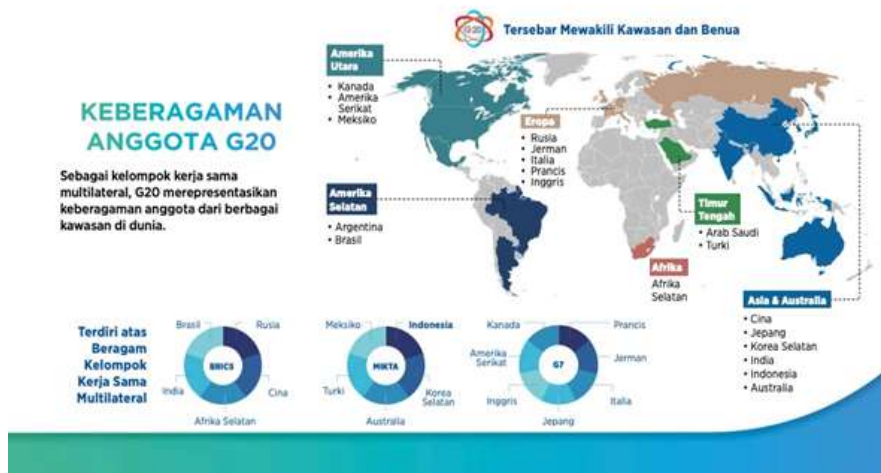 G20
Tersebar Mewakili Kawasan dan Benua
KEBERAGAMAN
ANGGOTA G20
Sebagai kelompok kerja sama
multilateral, G20 merepresentasikan
keberagaman anggota dari berbagai
kawasan di dunia.
Amerika
Utara
• Kanada
• Amerika
Serikat
• Meksiko
Eropa
• Rusia
• Jerman
• Italia
• Prancis
• Inggris
Amerika
Selatan
• Argentina
• Brasil
Timur
Tengah
• Arab Saudi
• Turki
Afrika
Afrika
Selatan
Asia & Australia
• Cina
• Jepang
• Korea Selatan
• India
• Indonesia
• Australia
Terdiri atas
Beragam
Kelompok
Kerja Sama
Multilateral
Brasil
Rusia
BRICS
India
Cina
Afrika Selatan
Meksiko
Indonesia
MIKTA
Turki
Korea
Selatan
Australia
Kanada
Prancis
Amerika
Serikat
G7
Jerman
Inggris
Italia
Jepang